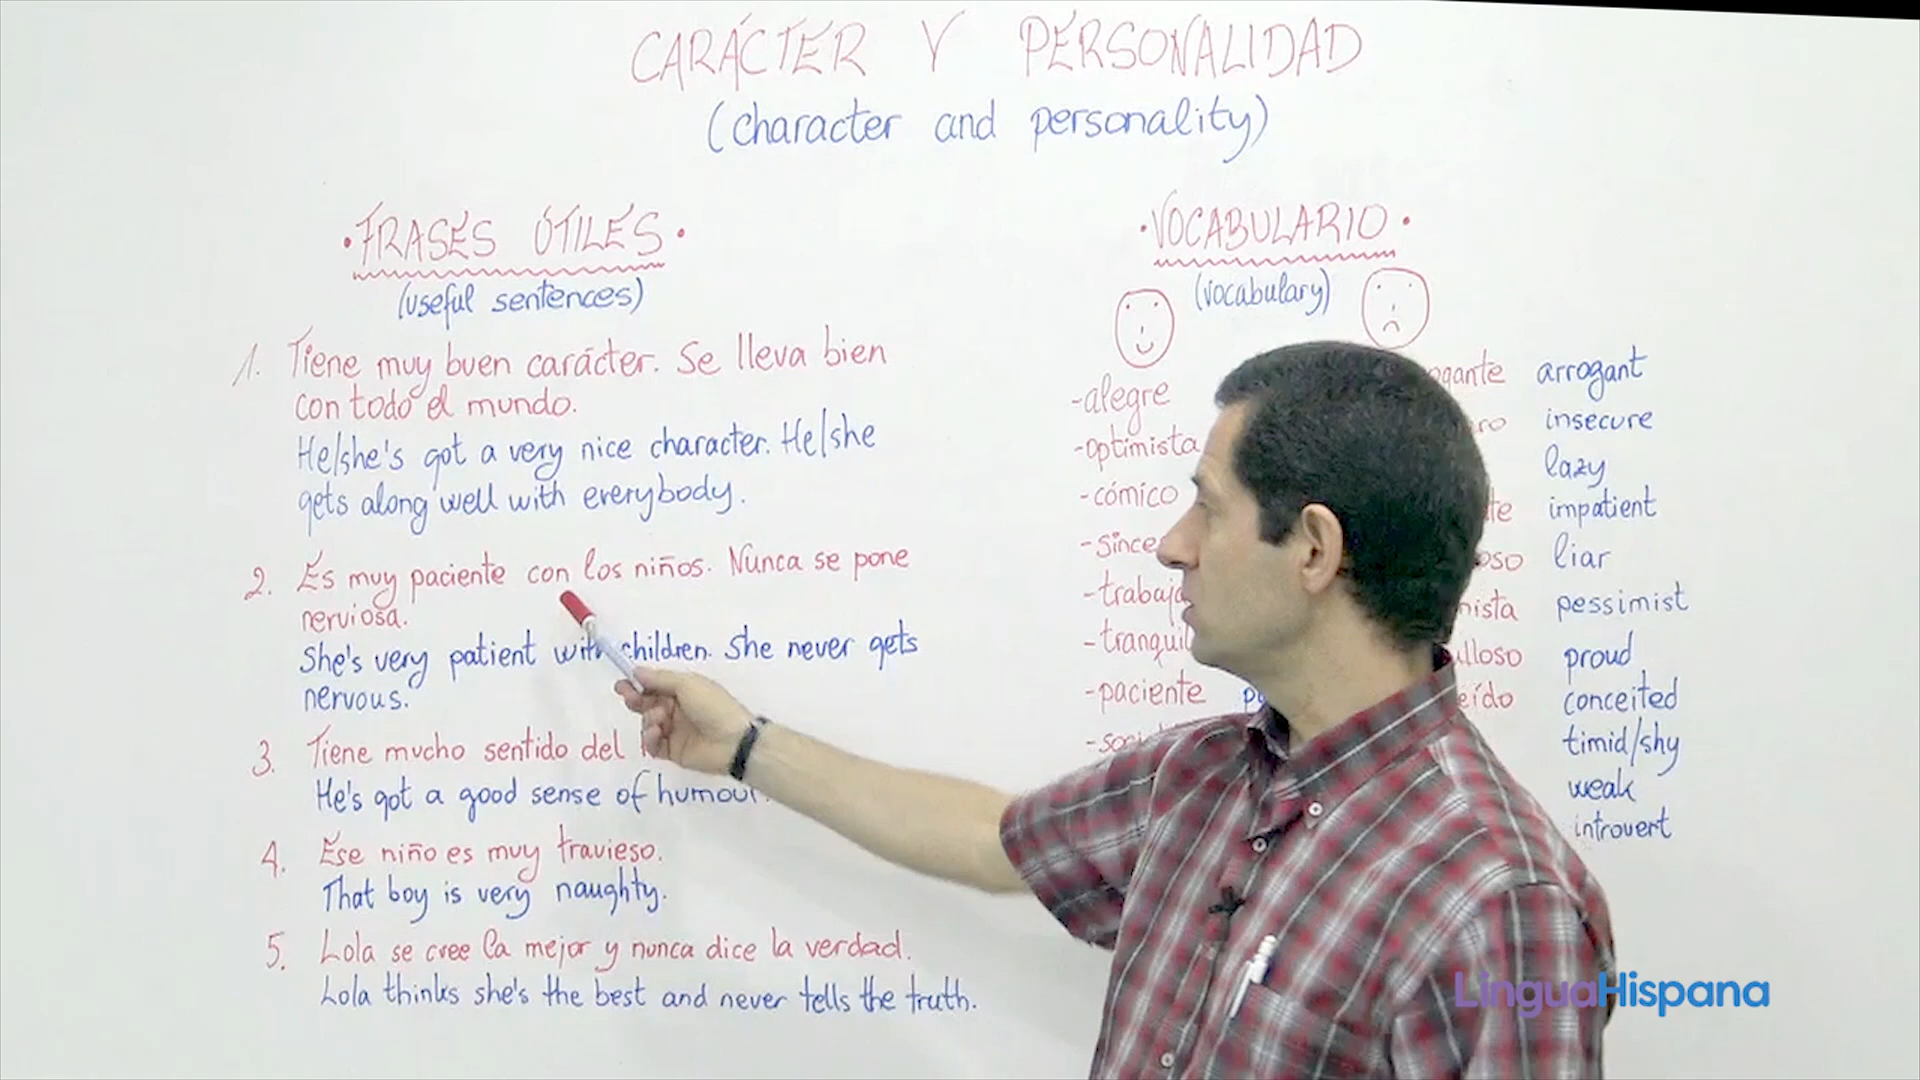 CARÁCTER Y PERSONALIDAD
(character and personality)
• FRASES ÚTILES •
(useful sentences)
1. Tiene muy buen carácter. Se lleva bien
con todo el mundo.
He/she's got a very nice character. He/she
gets along well with everybody.
2. Es muy paciente con los niños. Nunca se pone
nerviosa.
She's very patient with children. She never gets
nervous.
3. Tiene mucho sentido del
He's got a good sense of humour.
4. Ese niño es muy travieso.
That boy is very naughty.
5. Lola se cree la mejor y nunca dice la verdad.
Lola thinks she's the best and never tells the truth.
• VOCABULARIO •
(vocabulary)
-alegre
-optimista
-cómico
-paciente
arrogant
insecure
lazy
impatient
liar
pessimist
proud
conceited
timid/shy
weak
introvert
LinguaHispana